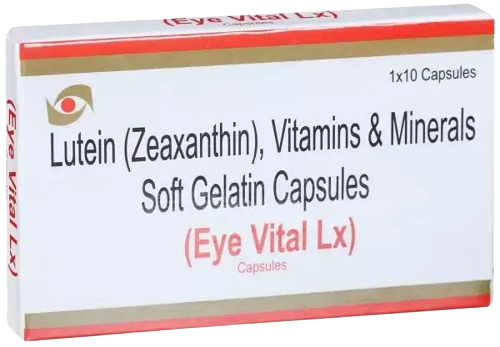 1x10 Capsules
Lutein (Zeaxanthin), Vitamins & Minerals
Soft Gelatin Capsules
(Eye Vital Lx)
Capsules
(Eye Vital Lx)